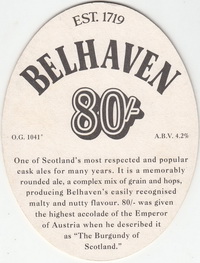 EST. 1719
BELHAVEN
80/-
O.G. 1041°
A.B.V. 4.2%
One of Scotland's most respected and popular
cask ales for many years. It is a memorably
rounded ale, a complex mix of grain and hops,
producing Belhaven's easily recognised
malty and nutty flavour. 80/- was given
the highest accolade of the Emperor
of Austria when he described it
as "The Burgundy of
Scotland."